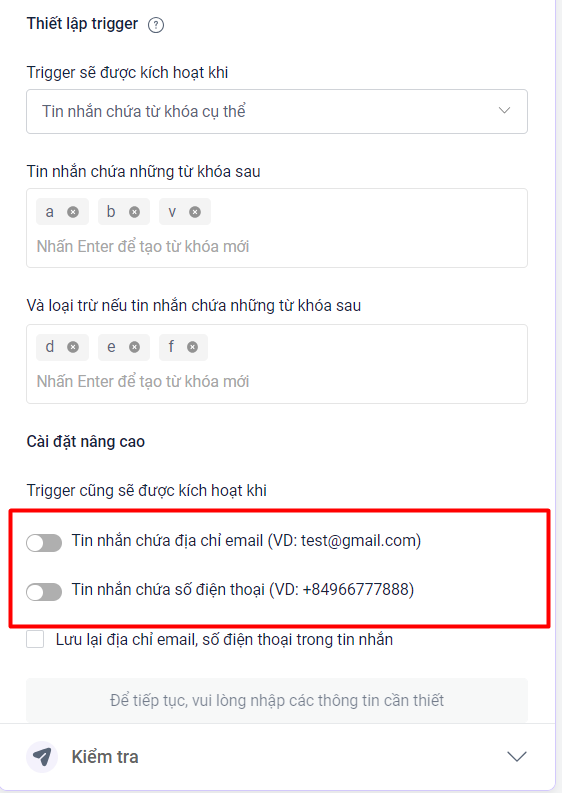 Thiết lập trigger ?
Trigger sẽ được kích hoạt khi
Tin nhắn chứa từ khóa cụ thể
Tin nhắn chứa những từ khóa sau
a b v
Nhấn Enter để tạo từ khóa mới
Và loại trừ nếu tin nhắn chứa những từ khóa sau
d e f
Nhấn Enter để tạo từ khóa mới
Cài đặt nâng cao
Trigger cũng sẽ được kích hoạt khi
Tin nhắn chứa địa chỉ email (VD: test@gmail.com)
Tin nhắn chứa số điện thoại (VD: +84966777888)
Lưu lại địa chỉ email, số điện thoại trong tin nhắn
Để tiếp tục, vui lòng nhập các thông tin cần thiết
Kiểm tra